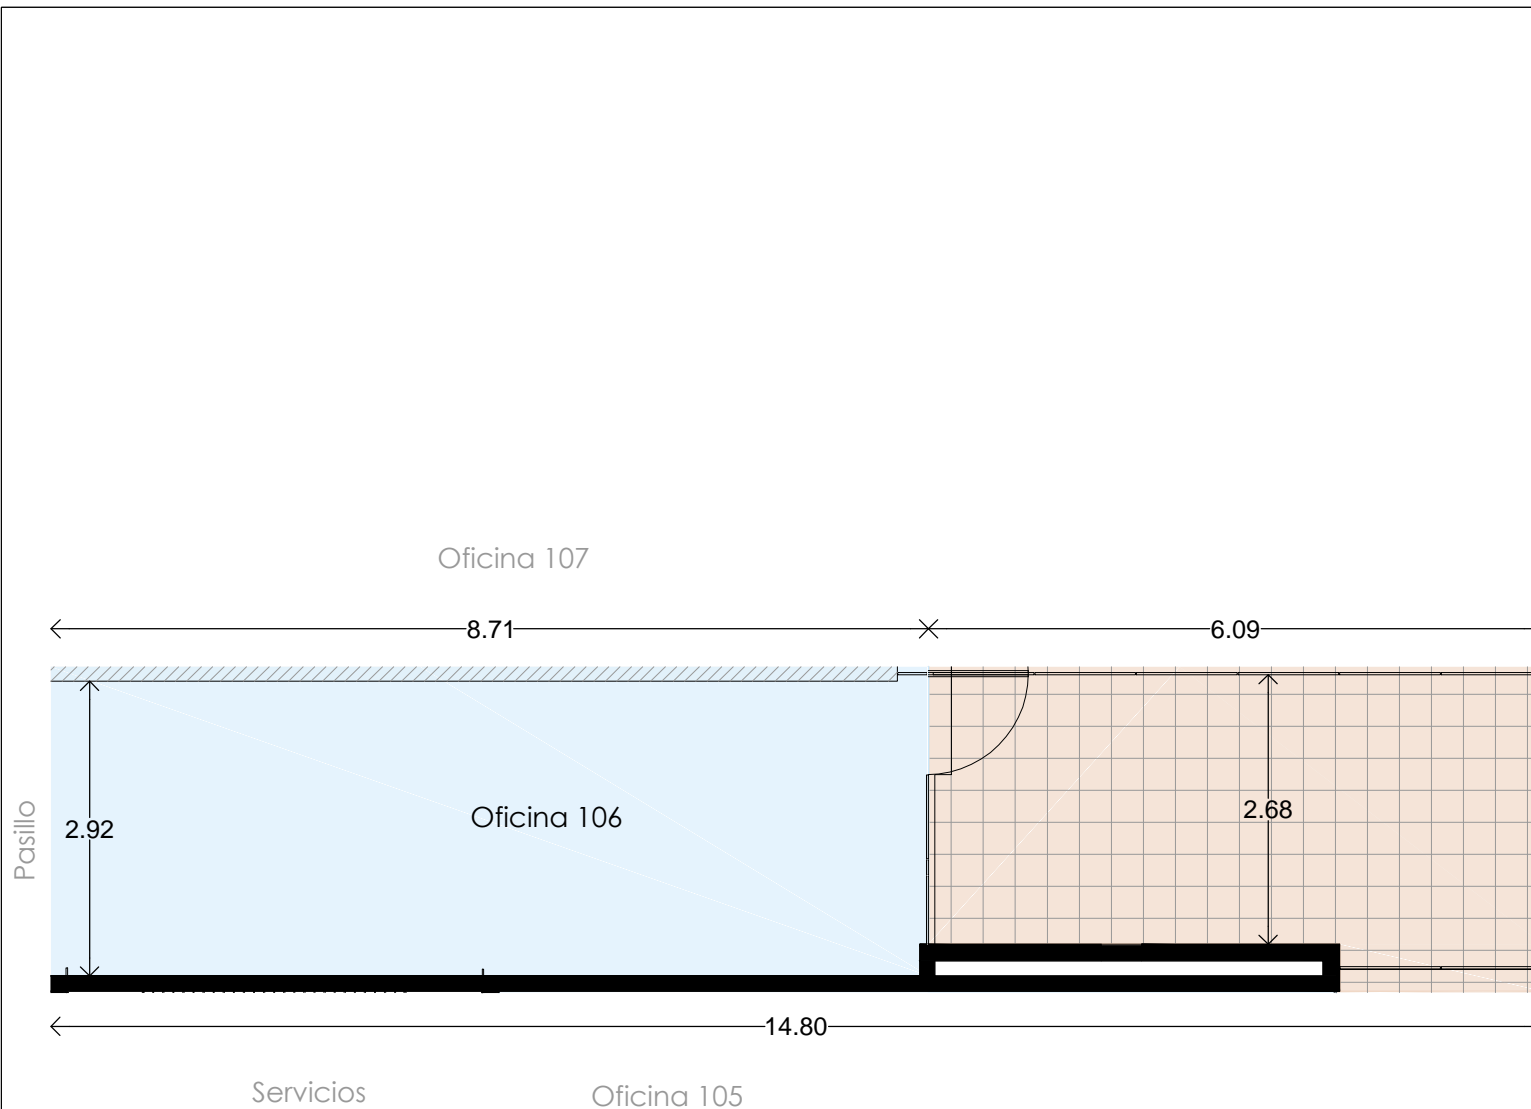 Oficina 107
8.71
6.09
Pasillo
2.92
Oficina 106
2.68
14.80
Servicios
Oficina 105